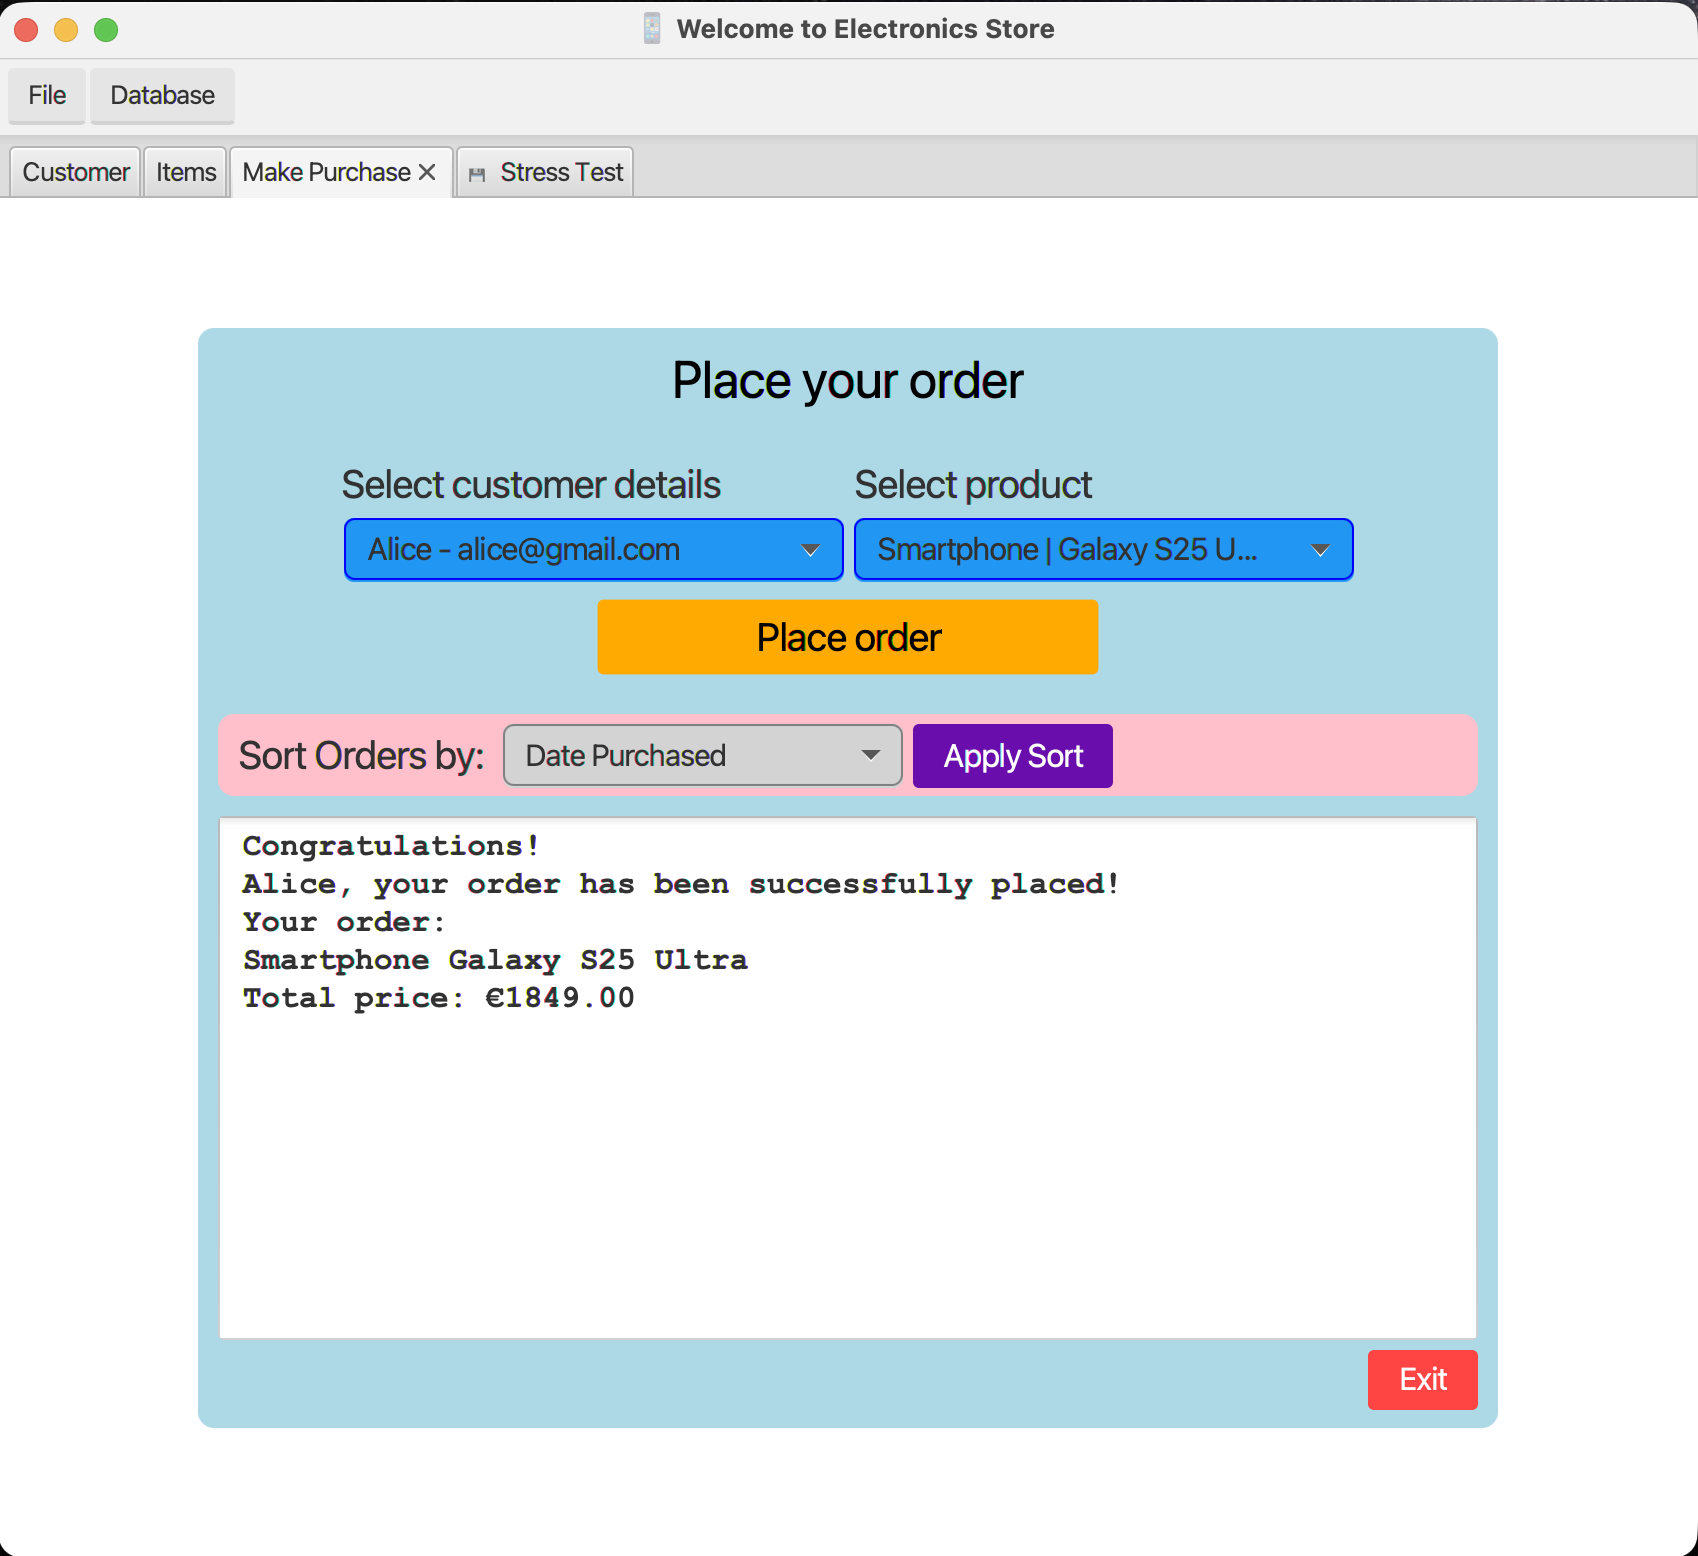 Welcome to Electronics Store
File Database
Customer Items Make Purchase Stress Test
Place your order
Select customer details Select product
Alice - alice@gmail.com Smartphone | Galaxy S25 U...
Place order
Sort Orders by: Date Purchased Apply Sort
Congratulations!
Alice, your order has been successfully placed!
Your order:
Smartphone Galaxy S25 Ultra
Total price: €1849.00
Exit